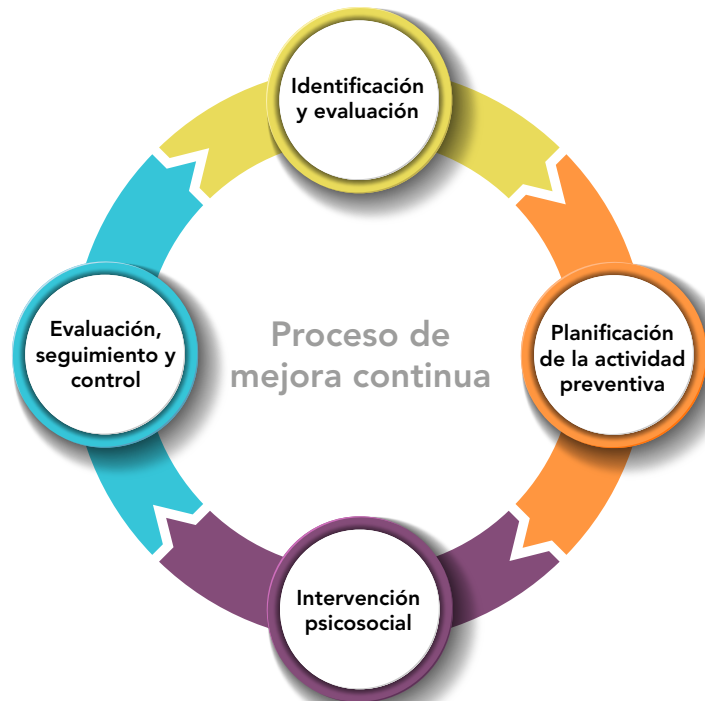 Identificación
y evaluación
Planificación
de la actividad
preventiva
Intervención
psicosocial
Evaluación,
seguimiento y
control
Proceso de
mejora continua